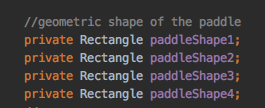 //geometric shape of the paddle
private Rectangle paddleShape1;
private Rectangle paddleShape2;
private Rectangle paddleShape3;
private Rectangle paddleShape4;